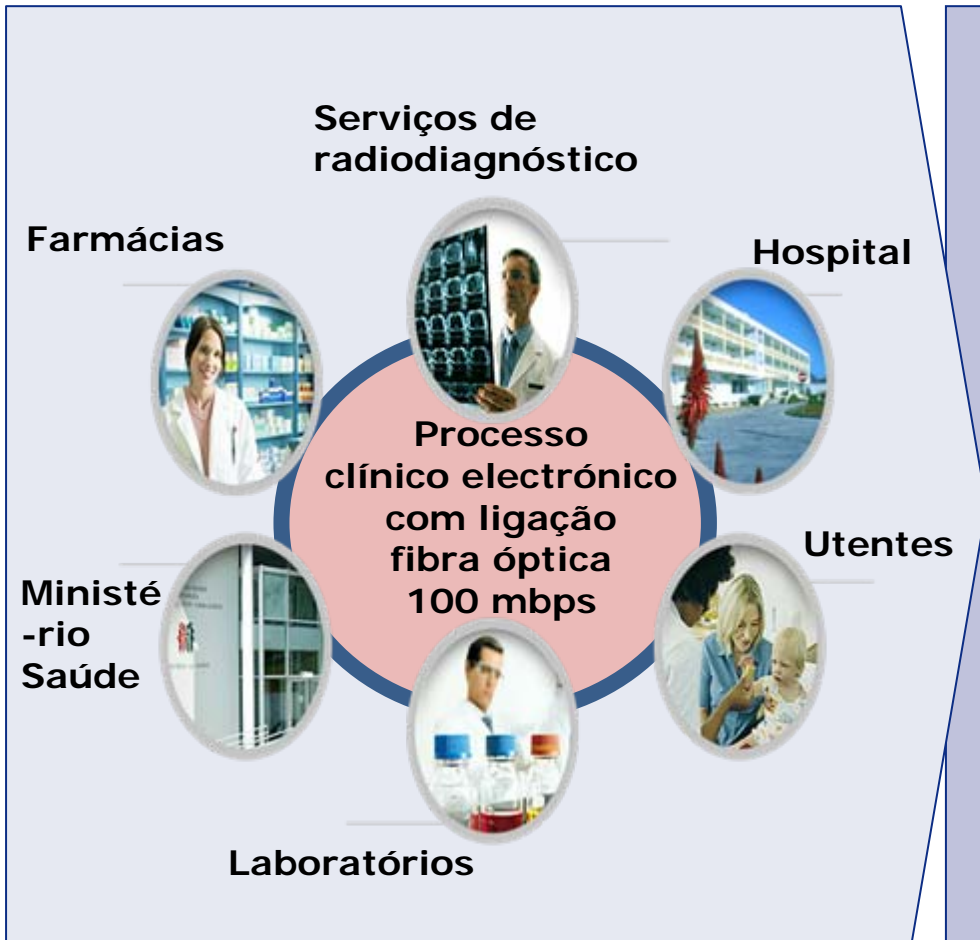 Serviços de
radiodiagnóstico
Farmácias
Hospital
Processo
clínico electrónico
com ligação
fibra óptica
100 mbps
Utentes
Ministé
-rio
Saúde
Laboratórios